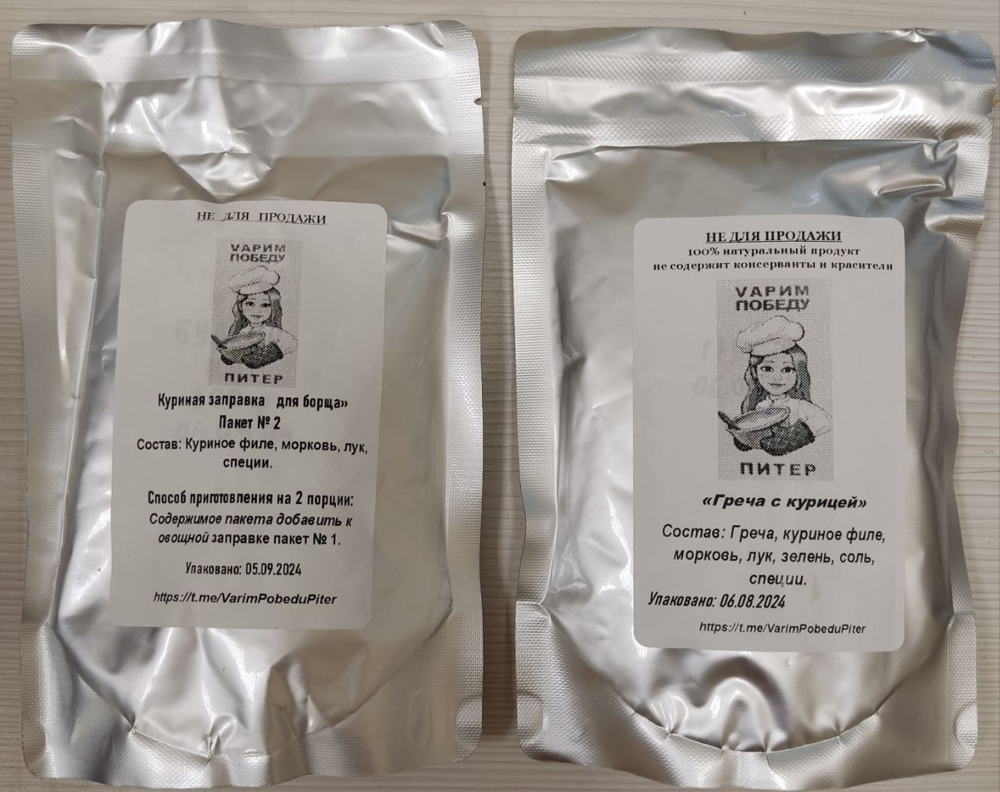 НЕ ДЛЯ ПРОДАЖИ
VАРИМ
ПОБЕДУ
ПИТЕР
Куриная заправка для борща»
Пакет № 2
Состав: Куриное филе, морковь, лук,
специи.
Способ приготовления на 2 порции:
Содержимое пакета добавить к
овощной заправке пакет № 1.
Упаковано: 05.09.2024
https://t.me/VarimPobeduPiter
НЕ ДЛЯ ПРОДАЖИ
100% натуральный продукт
не содержит консерванты и красители
VАРИМ
ПОБЕДУ
ПИТЕР
«Греча с курицей»
Состав: Греча, куриное филе,
морковь, лук, зелень, соль,
специи.
Упаковано: 06.08.2024
https://t.me/VarimPobeduPiter